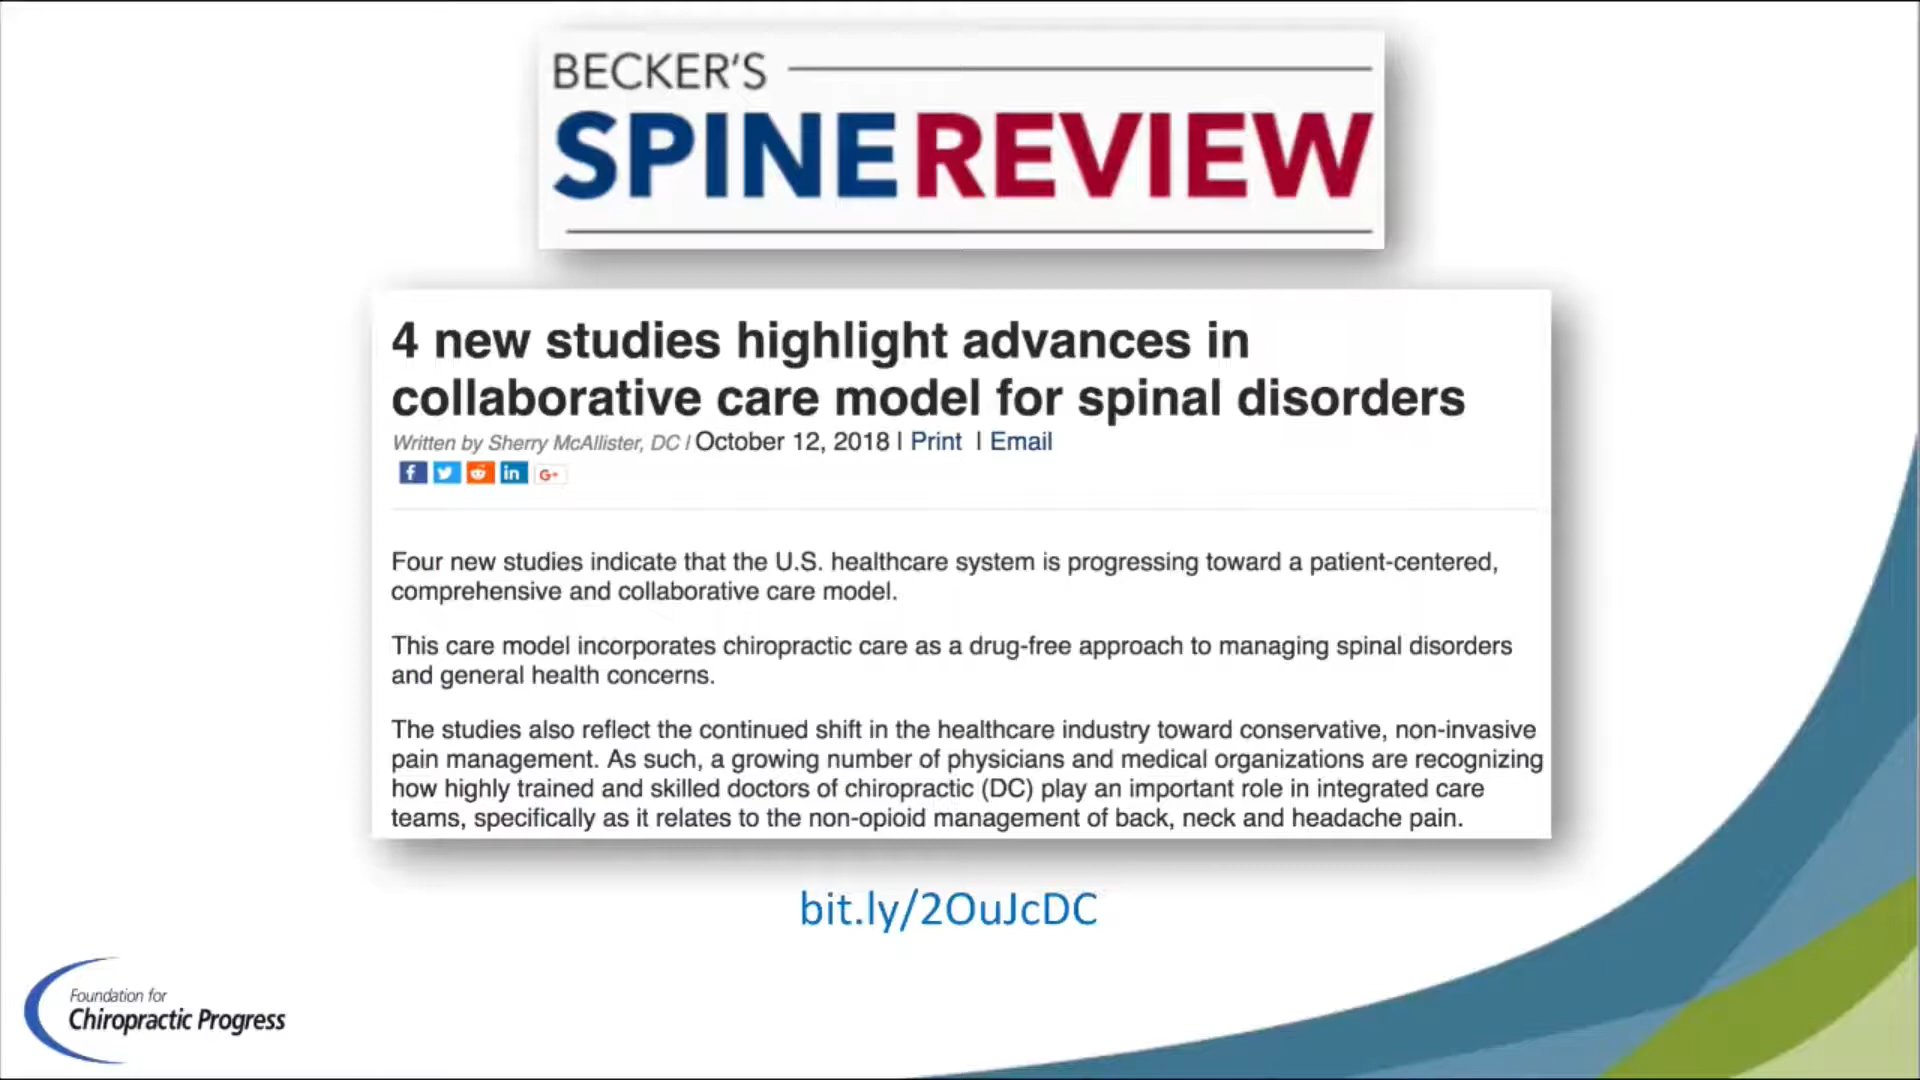 BECKER'S
SPINE REVIEW
4 new studies highlight advances in
collaborative care model for spinal disorders
Written by Sherry McAllister, DC | October 12, 2018 | Print | Email
f in G+
Four new studies indicate that the U.S. healthcare system is progressing toward a patient-centered,
comprehensive and collaborative care model.
This care model incorporates chiropractic care as a drug-free approach to managing spinal disorders
and general health concerns.
The studies also reflect the continued shift in the healthcare industry toward conservative, non-invasive
pain management. As such, a growing number of physicians and medical organizations are recognizing
how highly trained and skilled doctors of chiropractic (DC) play an important role in integrated care
teams, specifically as it relates to the non-opioid management of back, neck and headache pain.
bit.ly/2OuJcDC
Foundation for
Chiropractic Progress